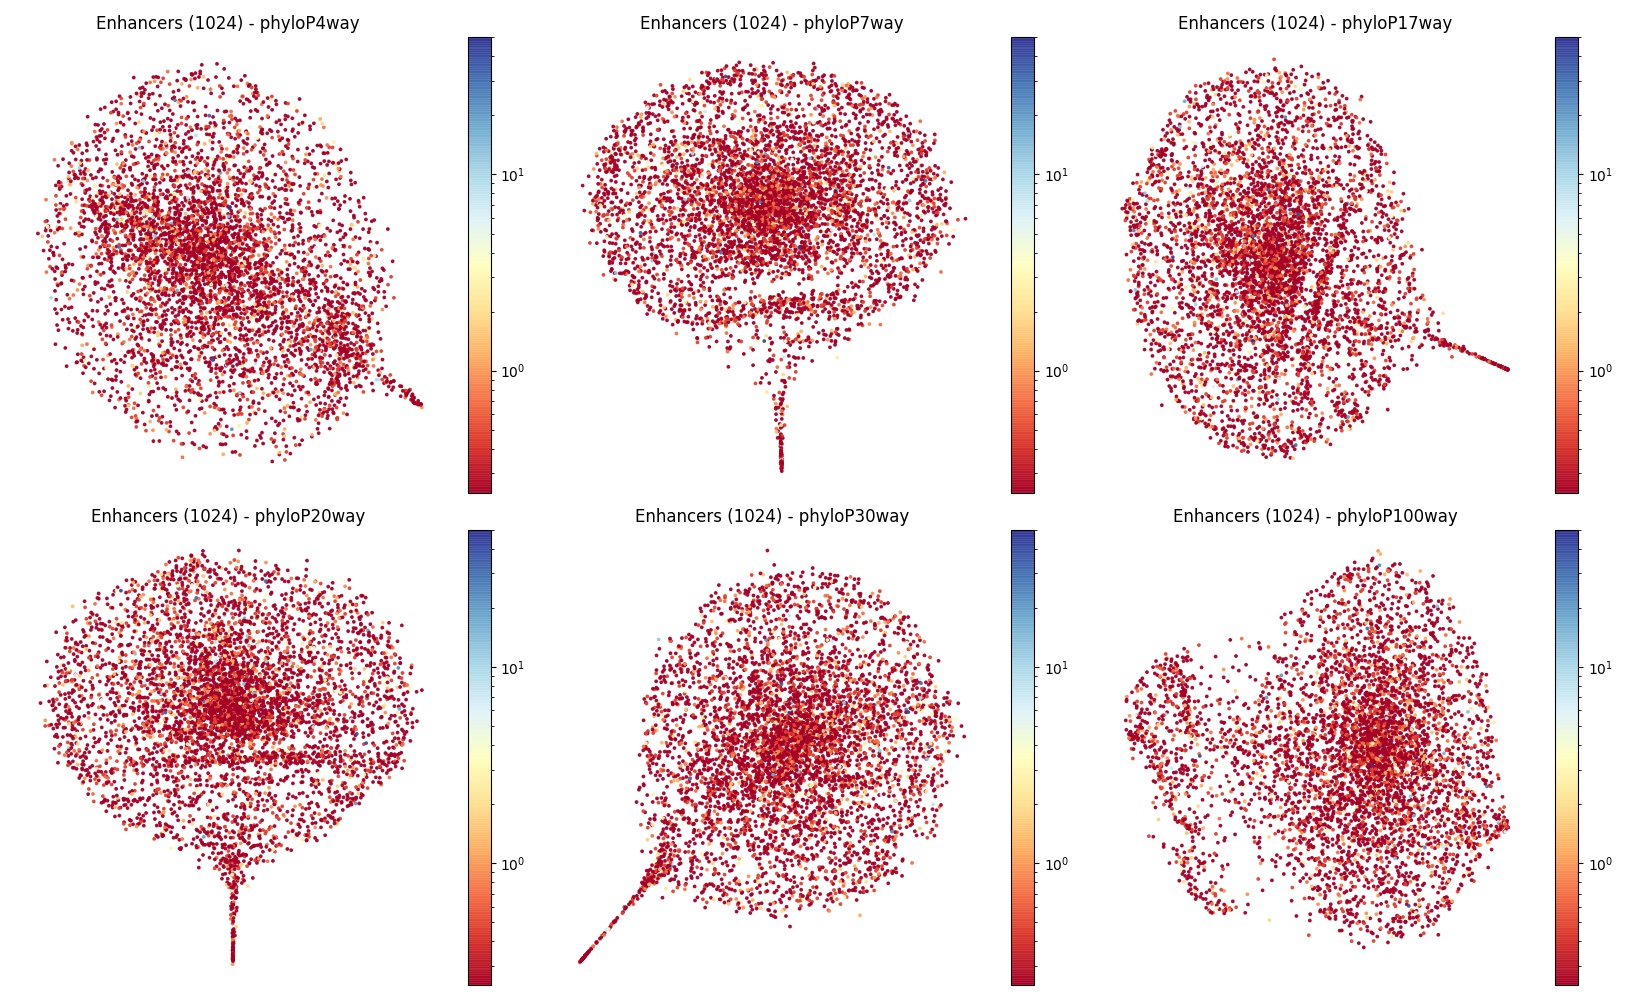 Enhancers (1024) - phyloP4way
Enhancers (1024) - phyloP7way
Enhancers (1024) - phyloP17way
10¹
10⁰
10¹
10⁰
10¹
10⁰
Enhancers (1024) - phyloP20way
Enhancers (1024) - phyloP30way
Enhancers (1024) - phyloP100way
10¹
10⁰
10¹
10⁰
10¹
10⁰